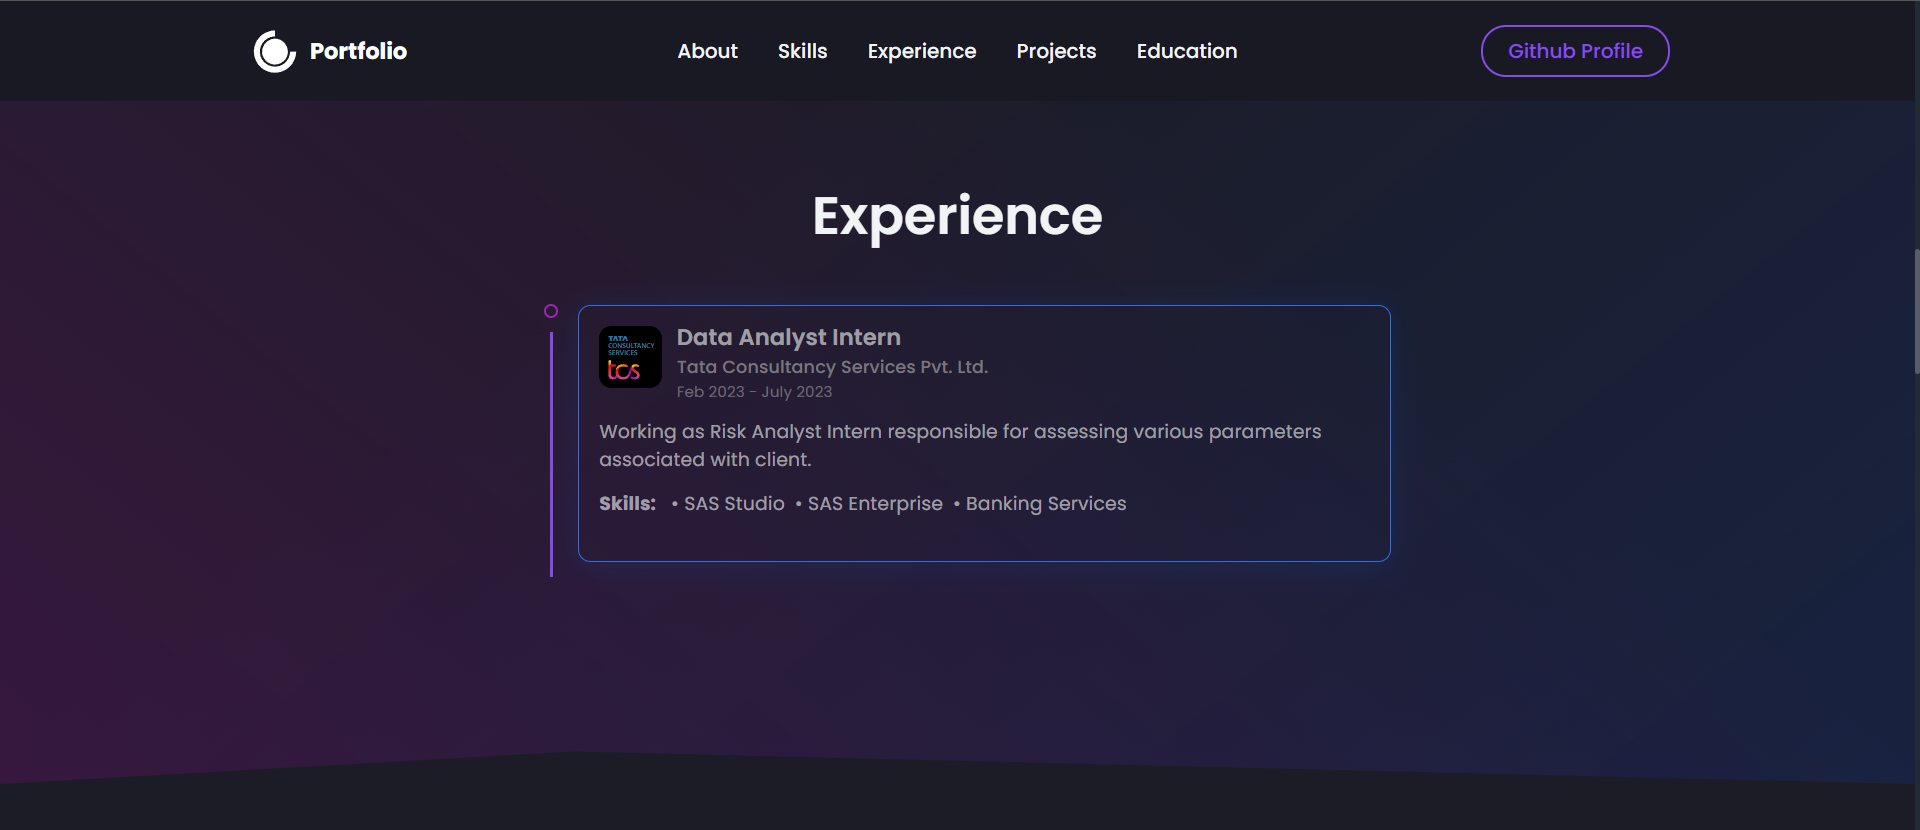 Portfolio
About Skills Experience Projects Education
Github Profile
Experience
TATA
CONSULTANCY
SERVICES
tcs
Data Analyst Intern
Tata Consultancy Services Pvt. Ltd.
Feb 2023 - July 2023
Working as Risk Analyst Intern responsible for assessing various parameters
associated with client.
Skills: • SAS Studio • SAS Enterprise • Banking Services